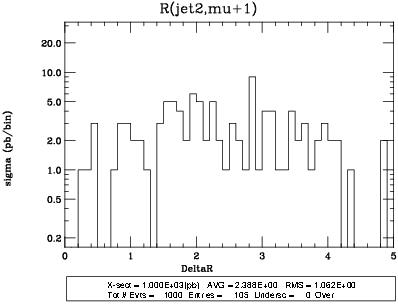 R(jet2,mu+1)
sigma (pb/bin)
20.0
10.0
5.0
2.0
1.0
0.5
0.2
0 1 2 3 4 5
DeltaR
X-sect = 1.000E+03(pb) AVG = 2.388E+00 RMS = 1.062E+00
Tot # Evts = 1000 Entries = 105 Undersc = 0 Over